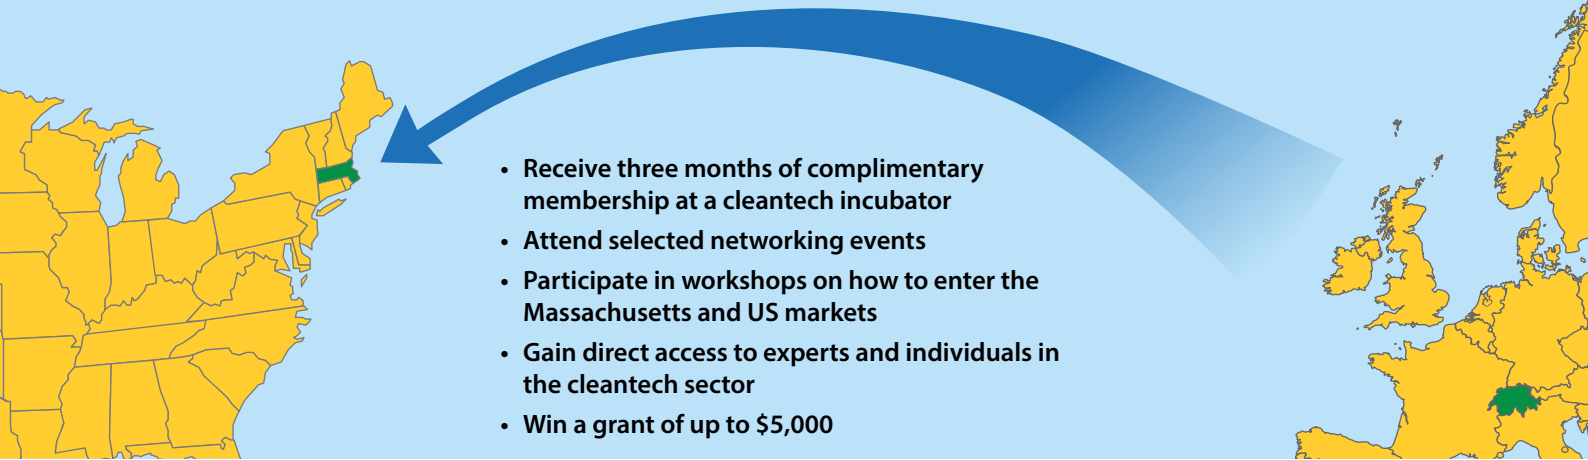 • Receive three months of complimentary
membership at a cleantech incubator
• Attend selected networking events
• Participate in workshops on how to enter the
Massachusetts and US markets
• Gain direct access to experts and individuals in
the cleantech sector
• Win a grant of up to $5,000